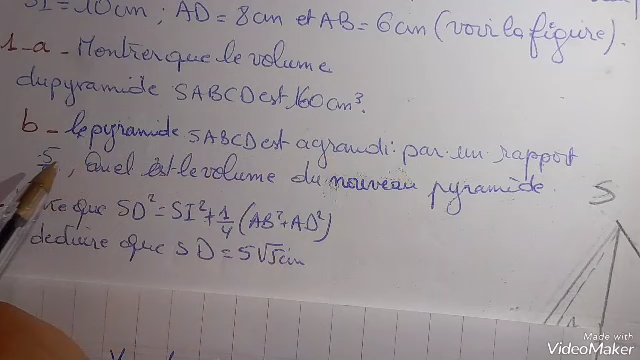 SI = 10cm ; AD = 8cm et AB = 6cm (voir la figure).
1-a - Montrer que le volume
du pyramide SABCD est 160cm³.
b - le pyramide SABCD est agrandi par un rapport
5, Quel est le volume du nouveau pyramide.
que SD² = SI² + 1/4 (AB² + AD²)
deduire que SD = 5√5cm
S
Made with
VideoMaker